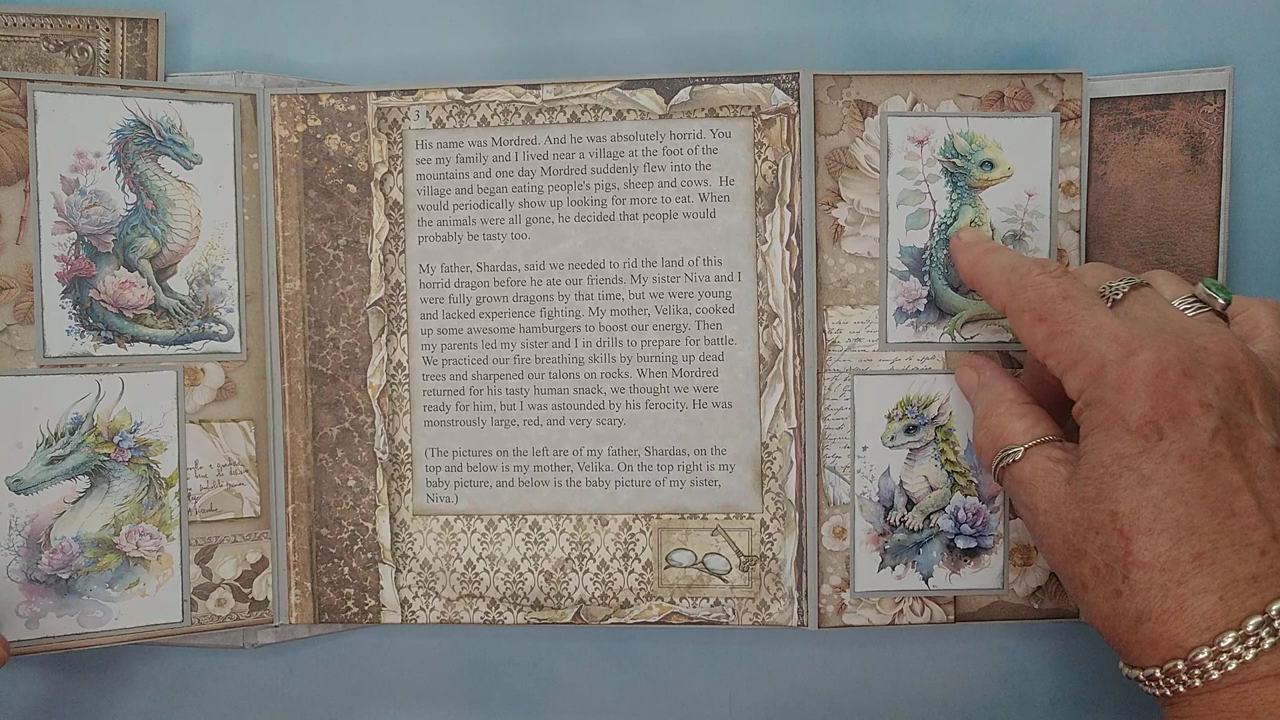 3
His name was Mordred. And he was absolutely horrid. You
see my family and I lived near a village at the foot of the
mountains and one day Mordred suddenly flew into the
village and began eating people's pigs, sheep and cows. He
would periodically show up looking for more to eat. When
the animals were all gone, he decided that people would
probably be tasty too.
My father, Shardas, said we needed to rid the land of this
horrid dragon before he ate our friends. My sister Niva and I
were fully grown dragons by that time, but we were young
and lacked experience fighting. My mother, Velika, cooked
up some awesome hamburgers to boost our energy. Then
my parents led my sister and I in drills to prepare for battle.
We practiced our fire breathing skills by burning up dead
trees and sharpened our talons on rocks. When Mordred
returned for his tasty human snack, we thought we were
ready for him, but I was astounded by his ferocity. He was
monstrously large, red, and very scary.
(The pictures on the left are of my father, Shardas, on the
top and below is my mother, Velika. On the top right is my
baby picture, and below is the baby picture of my sister,
Niva.)